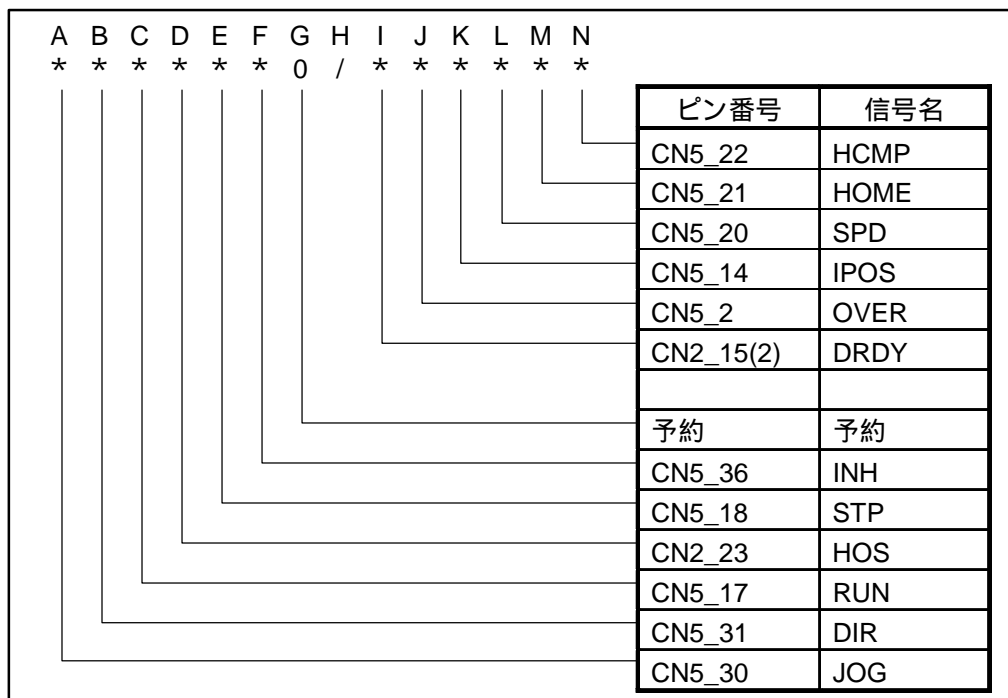 A B C D E F G H I J K L M N
* * * * * * 0 / * * * * * *
ピン番号 信号名
CN5_22 HCMP
CN5_21 HOME
CN5_20 SPD
CN5_14 IPOS
CN5_2 OVER
CN2_15(2) DRDY
予約 予約
CN5_36 INH
CN5_18 STP
CN2_23 HOS
CN5_17 RUN
CN5_31 DIR
CN5_30 JOG